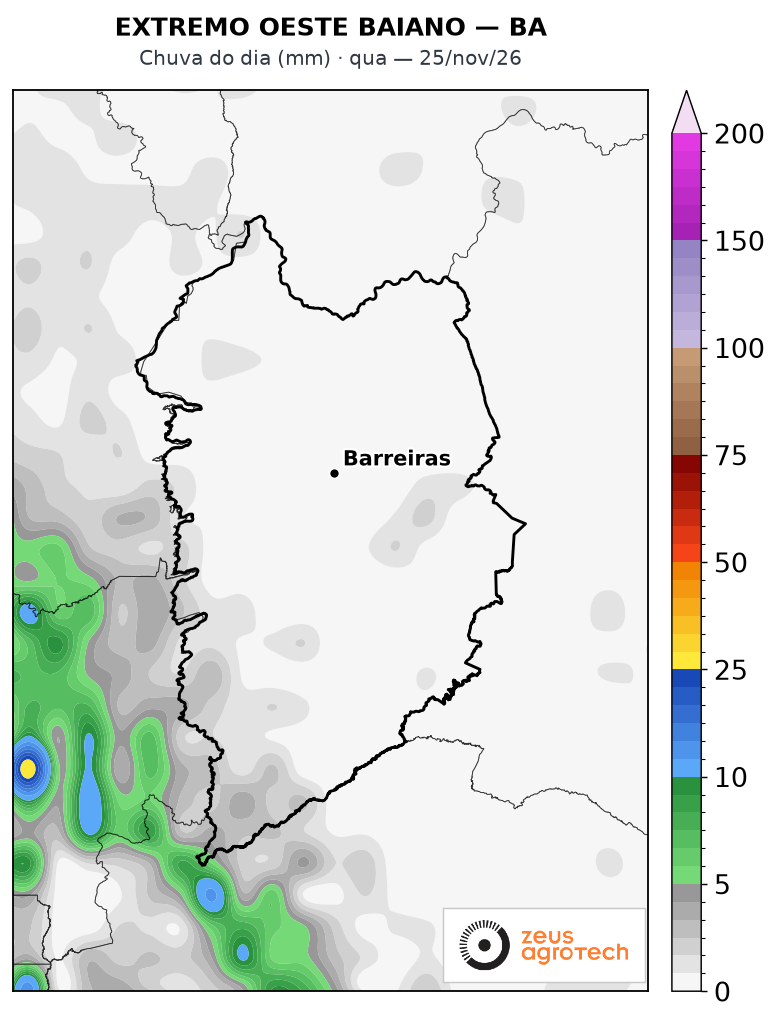 EXTREMO OESTE BAIANO — BA
Chuva do dia (mm) · qua — 25/nov/26
200
150
100
75
50
25
10
5
0
Barreiras
zeus
agrotech